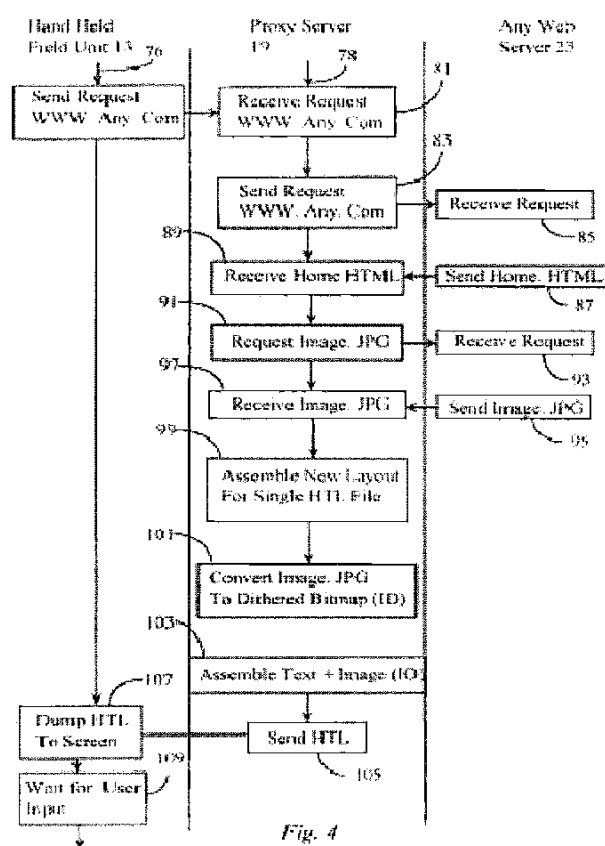 Hand Held
Field Unit 13
Proxy Server
19
Any Web
Server 23
76
78
81
Send Request
WWW. Any. Com
Receive Request
WWW. Any. Com
83
Send Request
WWW. Any. Com
Receive Request
85
89
Receive Home HTML
Send Home. HTML
87
91
Request Image. JPG
Receive Request
93
97
Receive Image. JPG
Send Image. JPG
95
99
Assemble New Layout
For Single HTL File
101
Convert Image. JPG
To Dithered Bitmap (ID)
103
Assemble Text + Image (ID)
107
Dump HTL
To Screen
Send HTL
105
109
Wait for User
Input
Fig. 4